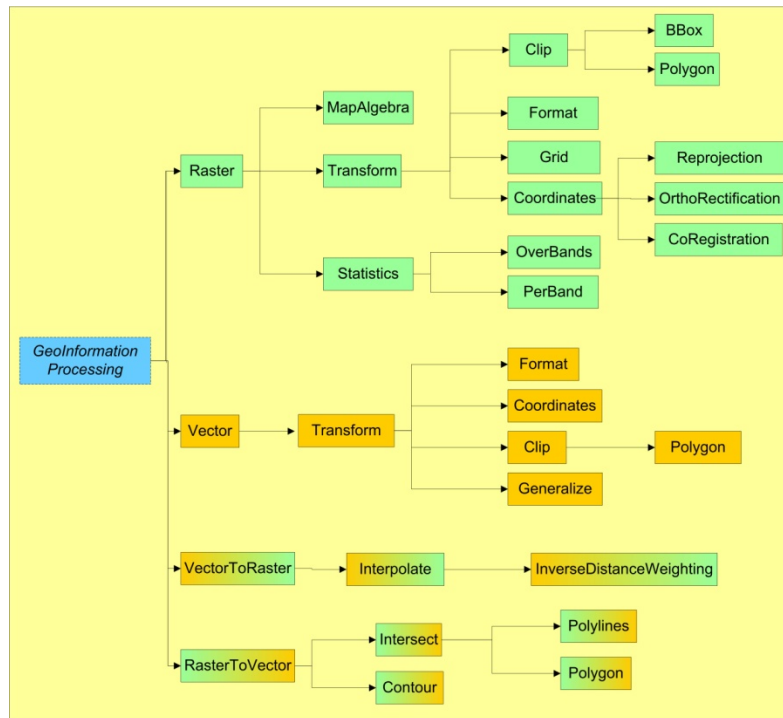 BBox
Clip
Polygon
MapAlgebra
Format
Grid
Raster
Transform
Reprojection
Coordinates
OrthoRectification
CoRegistration
OverBands
Statistics
PerBand
GeoInformation
Processing
Format
Coordinates
Vector
Transform
Clip
Polygon
Generalize
VectorToRaster
Interpolate
InverseDistanceWeighting
Polylines
Intersect
RasterToVector
Polygon
Contour